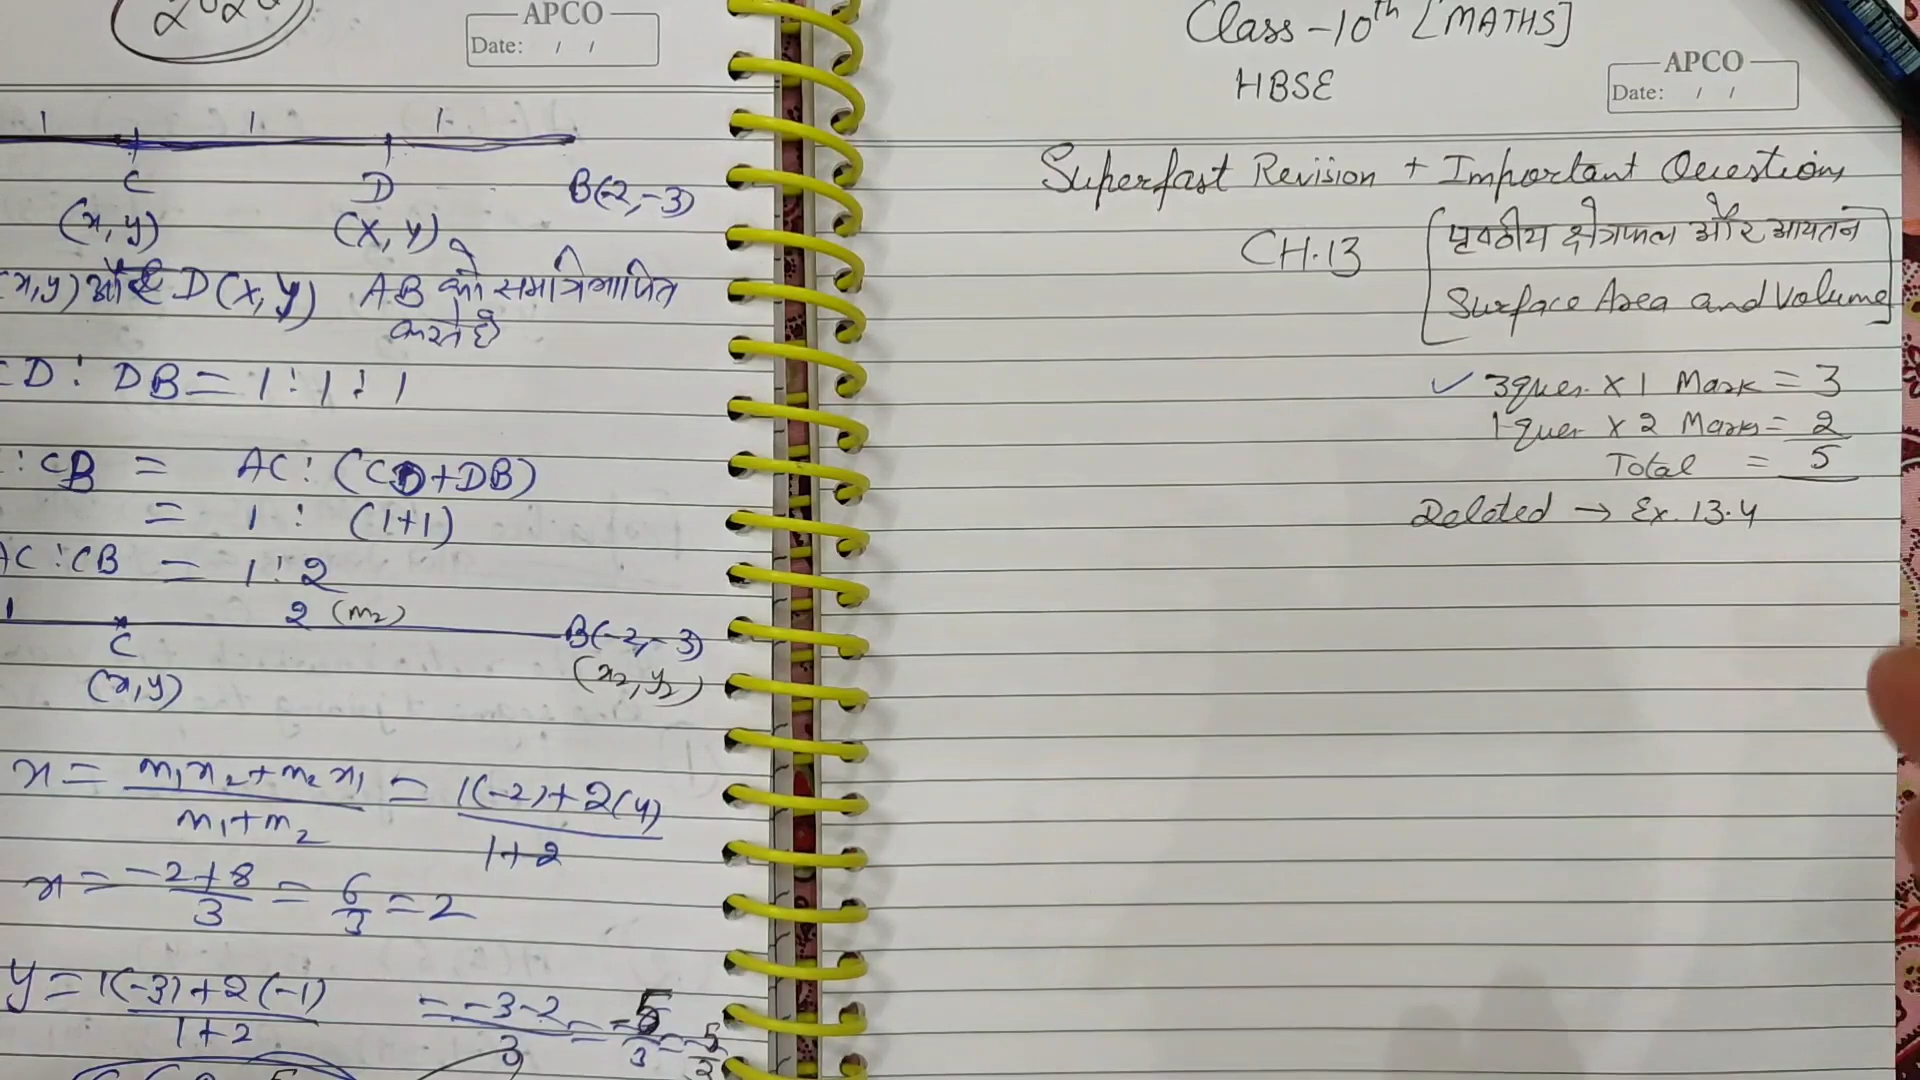 2020
APCO
Date: / /
1 1 1
C D B(-2,-3)
(x,y) (X,Y)
(x,y) और D(X,Y) AB को समत्रिभाजित
करते है
CD : DB = 1 : 1 : 1
: CB = AC : (CD+DB)
= 1 : (1+1)
AC : CB = 1 : 2
1 2 (m2)
C B(-2,-3)
(x,y) (x2,y2)
x = m1x2+m2x1 / m1+m2 = 1(-2)+2(4) / 1+2
x = -2+8 / 3 = 6/3 = 2
y = 1(-3)+2(-1) / 1+2 = -3-2 / 3 = -5/3 = -5/3
Class-10th [MATHS]
HBSE
APCO
Date: / /
Superfast Revision + Important Questions
CH.13 [पृष्ठीय क्षेत्रफल और आयतन
Surface Area and Volume]
✓ 3ques. x 1 Mark = 3
1 ques x 2 Marks = 2
Total = 5
Deleted → Ex. 13.4